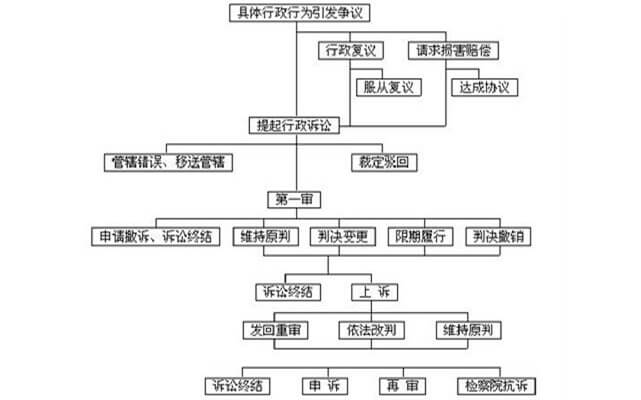 具体行政行为引发争议
行政复议
请求损害赔偿
服从复议
达成协议
提起行政诉讼
管辖错误、移送管辖
裁定驳回
第一审
申请撤诉、诉讼终结
维持原判
判决变更
限期履行
判决撤销
诉讼终结
上诉
发回重审
依法改判
维持原判
诉讼终结
申诉
再审
检察院抗诉